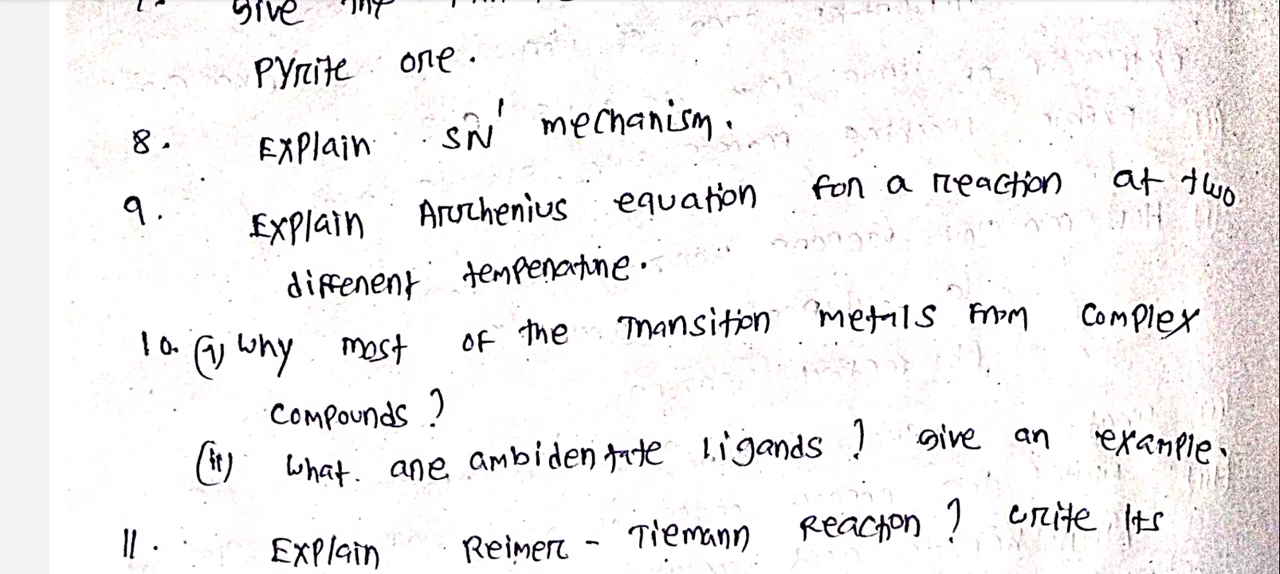 give
PYrite one.
8. Explain SN' mechanism.
9. Explain Arrhenius equation for a reaction at two
different temperature.
10. (i) Why most of the Transition metals from complex
compounds ?
(ii) What are ambidentate Ligands ? Give an example.
11. Explain Reimer - Tiemann Reaction ? write Its